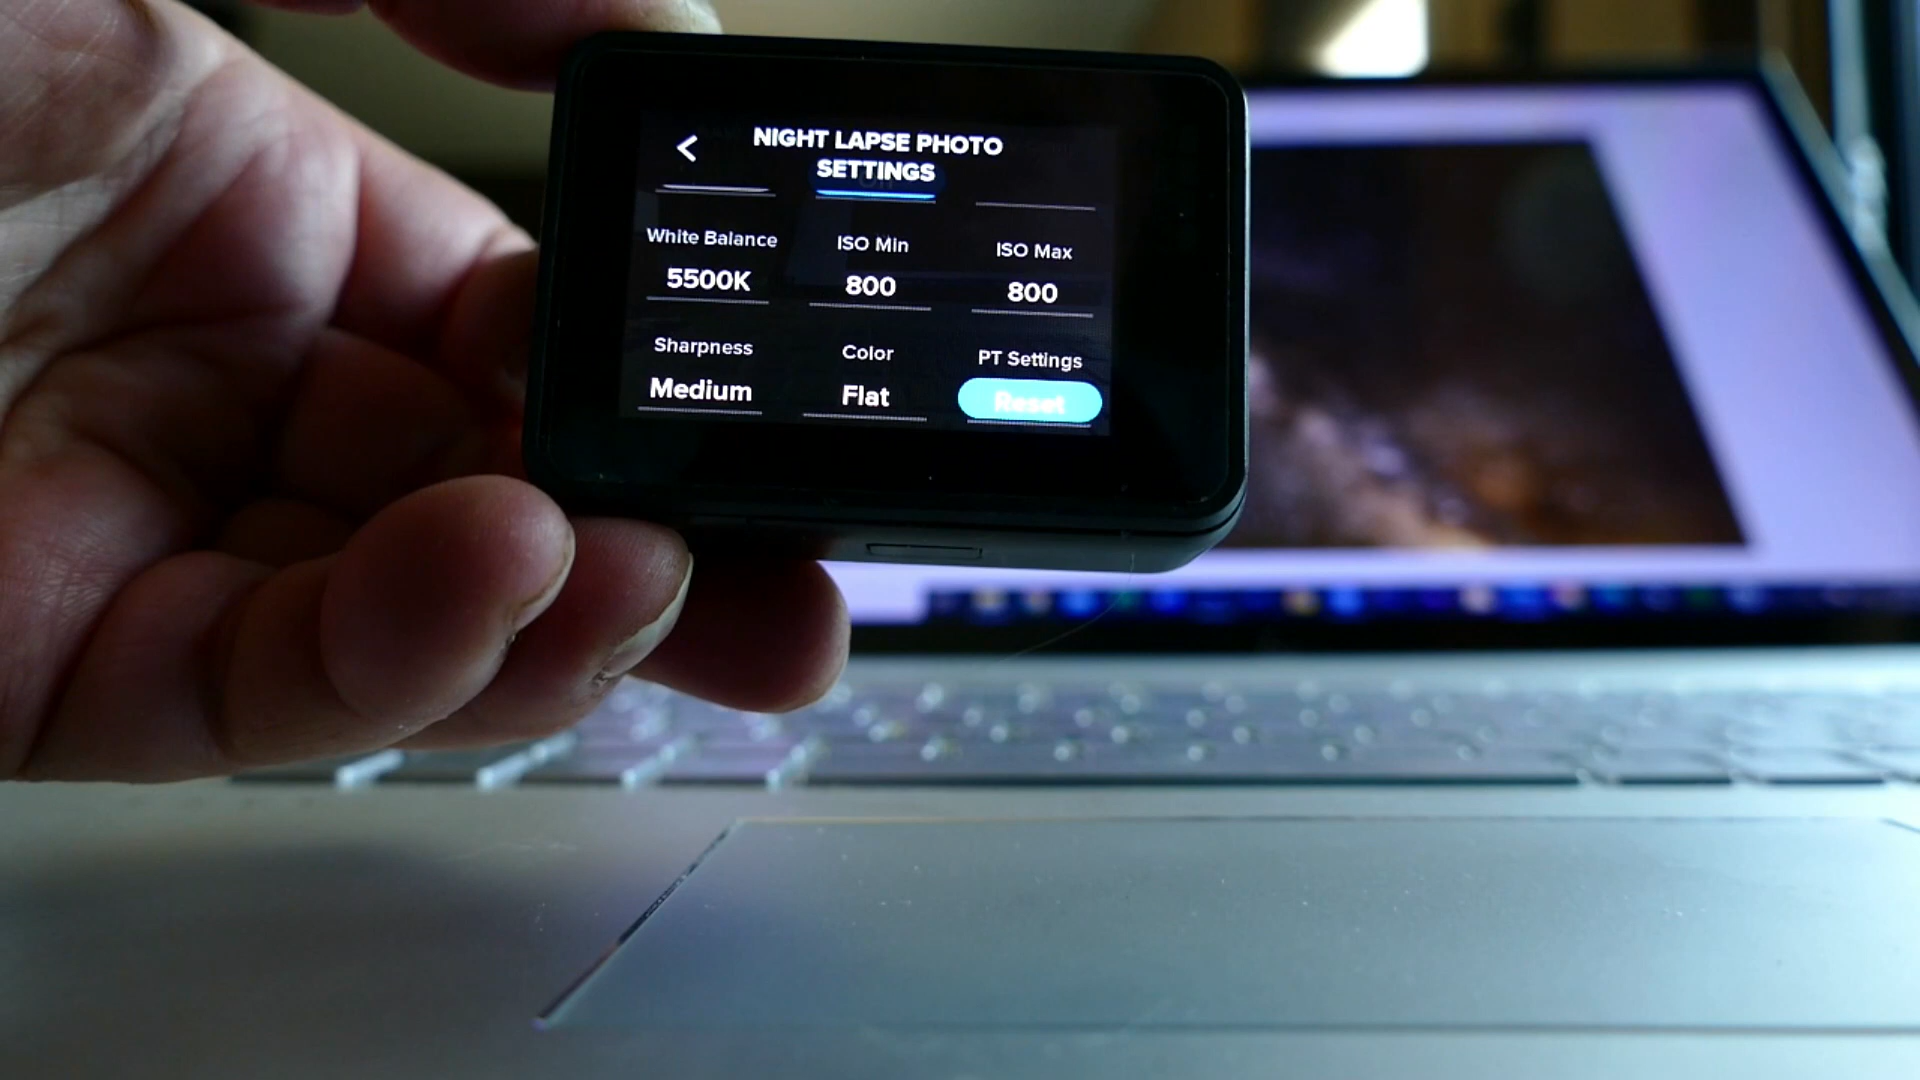 NIGHT LAPSE PHOTO
SETTINGS
White Balance ISO Min ISO Max
5500K 800 800
Sharpness Color PT Settings
Medium Flat Reset